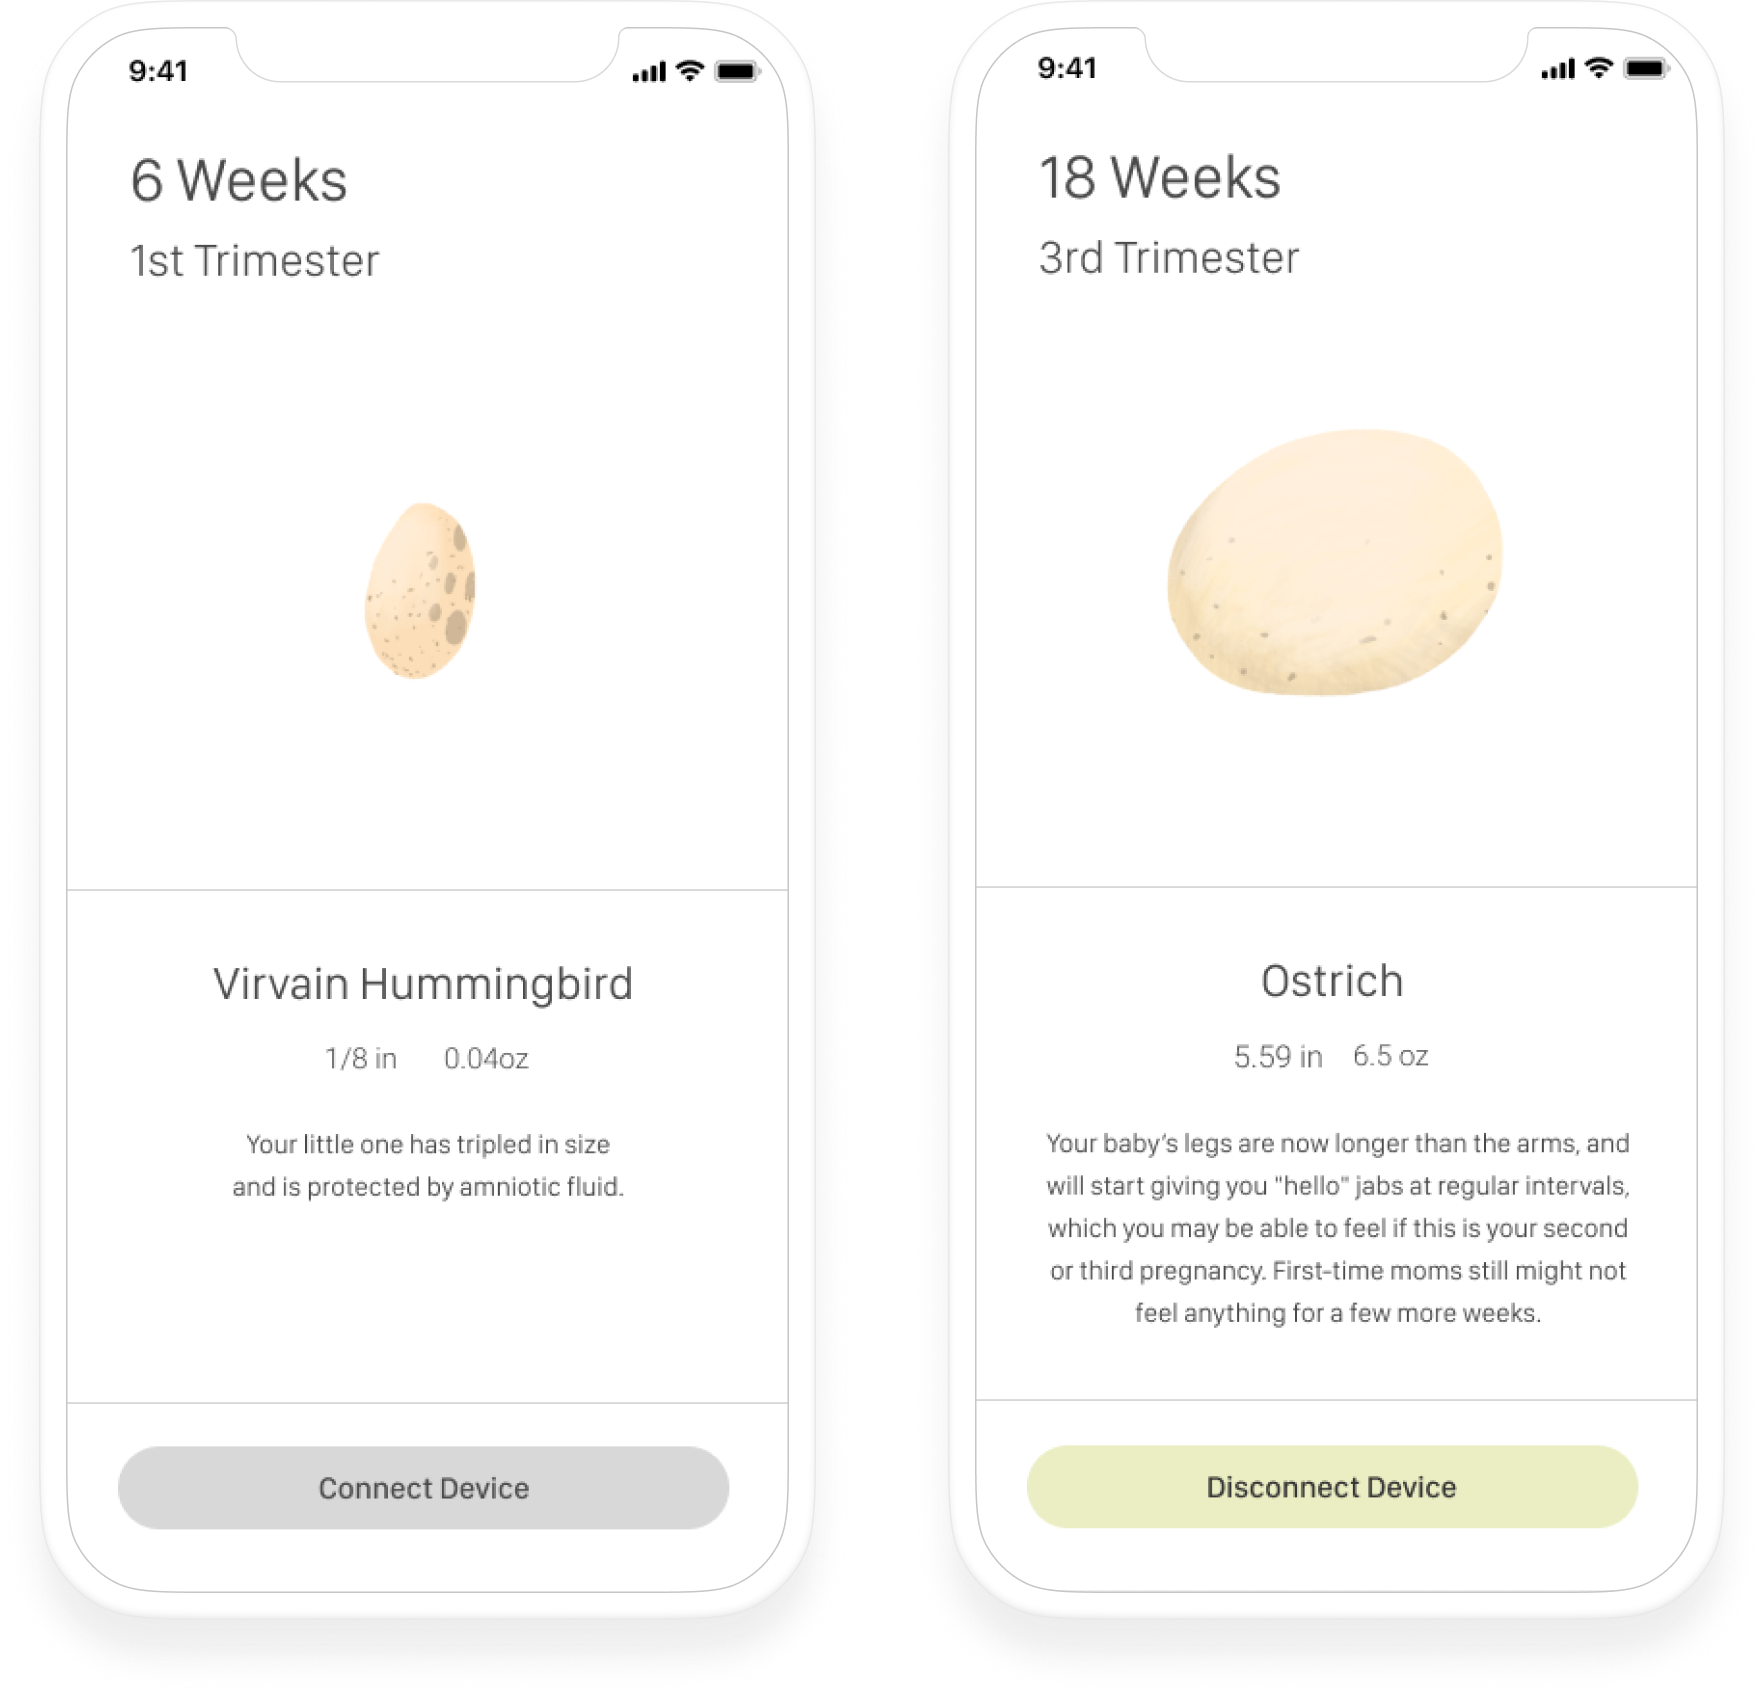 9:41
6 Weeks
1st Trimester
Virvain Hummingbird
1/8 in 0.04oz
Your little one has tripled in size
and is protected by amniotic fluid.
Connect Device
9:41
18 Weeks
3rd Trimester
Ostrich
5.59 in 6.5 oz
Your baby’s legs are now longer than the arms, and
will start giving you "hello" jabs at regular intervals,
which you may be able to feel if this is your second
or third pregnancy. First-time moms still might not
feel anything for a few more weeks.
Disconnect Device